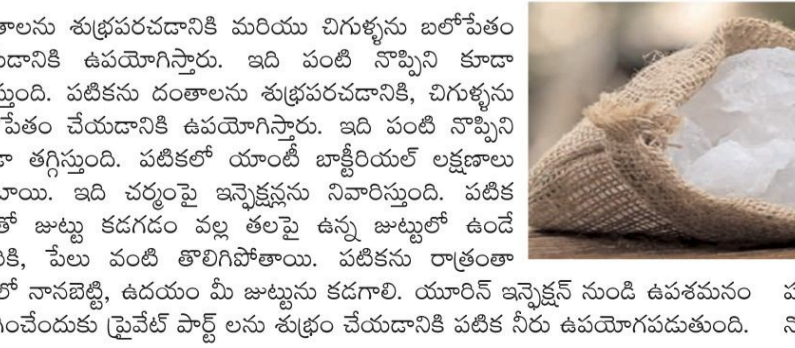 శుభ్రపరచడానికి మరియు చిగుళ్ళను బలోపేతం
ఉపయోగిస్తారు. ఇది పంటి నొప్పిని కూడా
పటికను దంతాలను శుభ్రపరచడానికి, చిగుళ్ళను
చేయడానికి ఉపయోగిస్తారు. ఇది పంటి నొప్పిని
తగ్గిస్తుంది. పటికలో యాంటీ బాక్టీరియల్ లక్షణాలు
ఇది చర్మంపై ఇన్ఫెక్షన్లను నివారిస్తుంది. పటిక
జుట్టు కడగడం వల్ల తలపై ఉన్న జుట్టులో ఉండే
పేలు వంటి తొలిగిపోతాయి. పటికను రాత్రంతా
నానబెట్టి, ఉదయం మీ జుట్టును కడగాలి. యూరిన్ ఇన్ఫెక్షన్ నుండి ఉపశమనం
ప్రైవేట్ పార్ట్ లను శుభ్రం చేయడానికి పటిక నీరు ఉపయోగపడుతుంది.